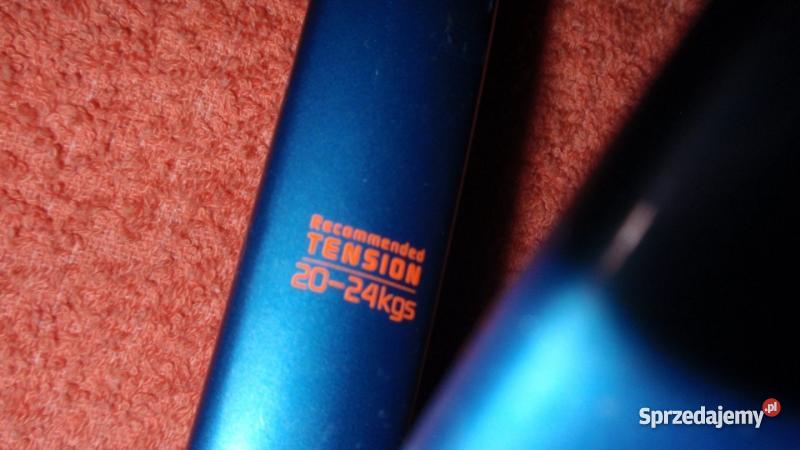 Recommended
TENSION
20-24kgs
Sprzedajemy.pl